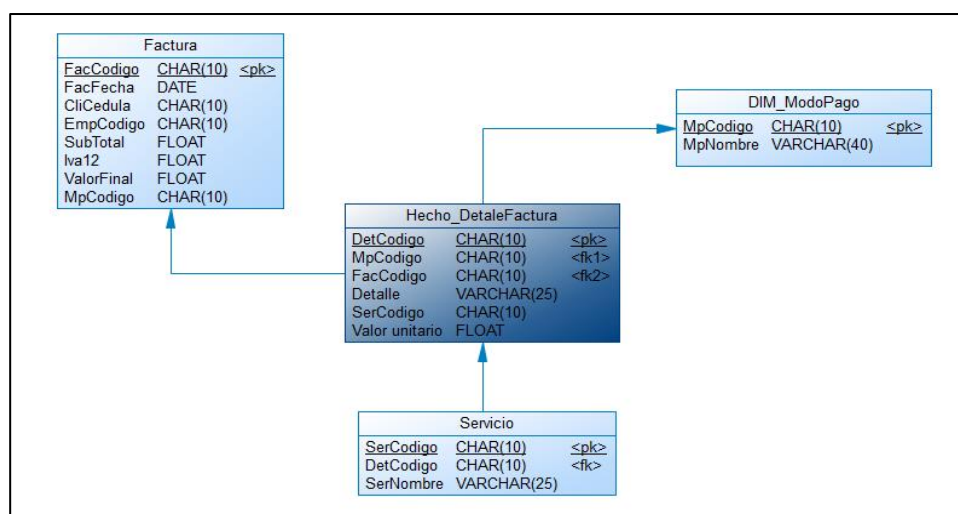 Factura
FacCodigo CHAR(10) <pk>
FacFecha DATE
CliCedula CHAR(10)
EmpCodigo CHAR(10)
SubTotal FLOAT
Iva12 FLOAT
ValorFinal FLOAT
MpCodigo CHAR(10)
DIM_ModoPago
MpCodigo CHAR(10) <pk>
MpNombre VARCHAR(40)
Hecho_DetaleFactura
DetCodigo CHAR(10) <pk>
MpCodigo CHAR(10) <fk1>
FacCodigo CHAR(10) <fk2>
Detalle VARCHAR(25)
SerCodigo CHAR(10)
Valor unitario FLOAT
Servicio
SerCodigo CHAR(10) <pk>
DetCodigo CHAR(10) <fk>
SerNombre VARCHAR(25)